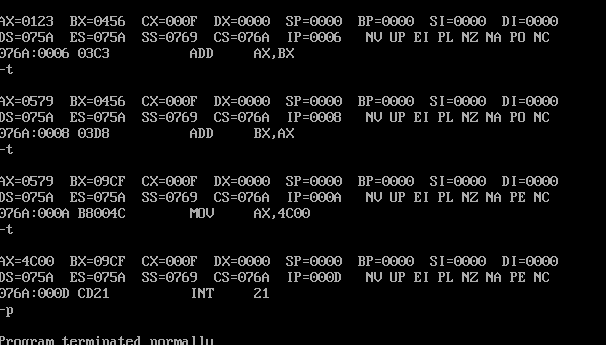 AX=0123 BX=0456 CX=000F DX=0000 SP=0000 BP=0000 SI=0000 DI=0000
DS=075A ES=075A SS=0769 CS=076A IP=0006 NV UP EI PL NZ NA PO NC
076A:0006 03C3 ADD AX,BX
-t
AX=0579 BX=0456 CX=000F DX=0000 SP=0000 BP=0000 SI=0000 DI=0000
DS=075A ES=075A SS=0769 CS=076A IP=0008 NV UP EI PL NZ NA PO NC
076A:0008 03D8 ADD BX,AX
-t
AX=0579 BX=09CF CX=000F DX=0000 SP=0000 BP=0000 SI=0000 DI=0000
DS=075A ES=075A SS=0769 CS=076A IP=000A NV UP EI PL NZ NA PE NC
076A:000A B8004C MOV AX,4C00
-t
AX=4C00 BX=09CF CX=000F DX=0000 SP=0000 BP=0000 SI=0000 DI=0000
DS=075A ES=075A SS=0769 CS=076A IP=000D NV UP EI PL NZ NA PE NC
076A:000D CD21 INT 21
-p
Program terminated normally